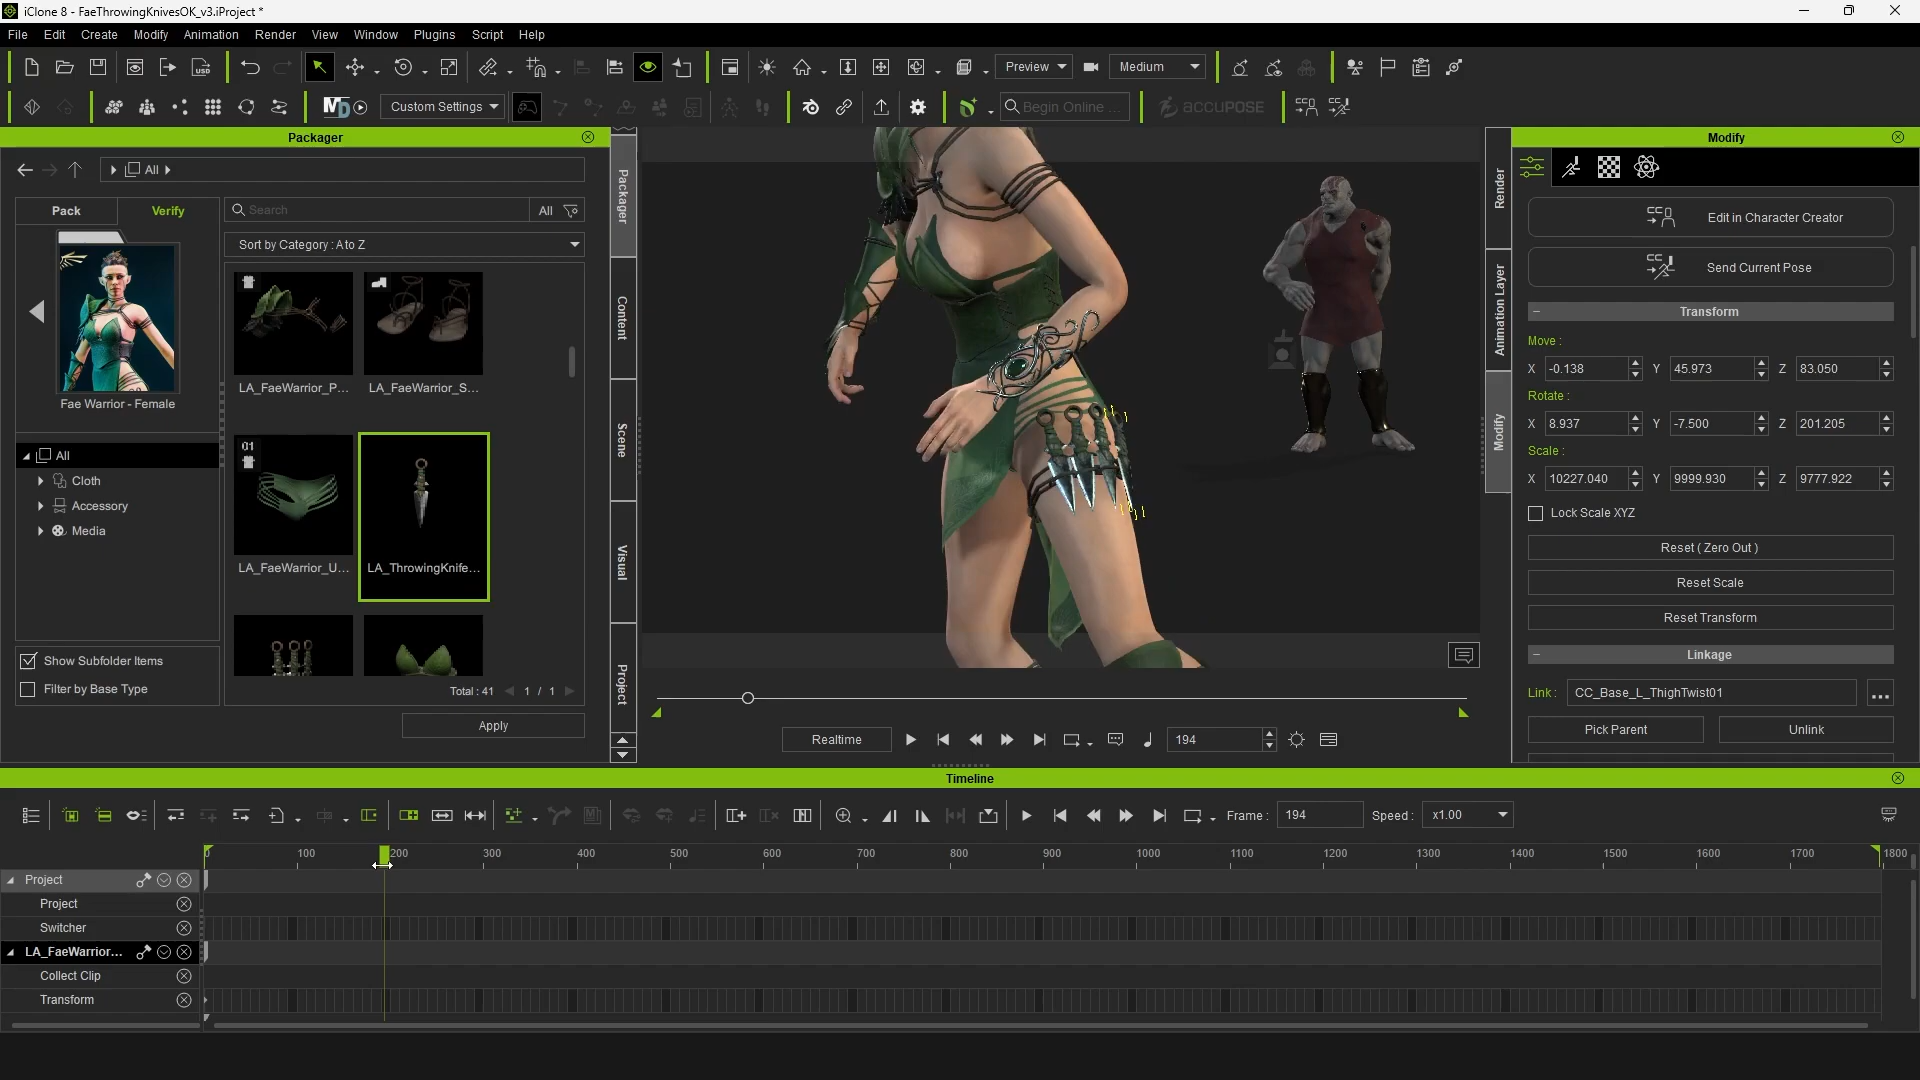 iClone 8 - FaeThrowingKnivesOK_v3.iProject *
File Edit Create Modify Animation Render View Window Plugins Script Help
USD
Preview
Medium
MD
Custom Settings
Begin Online ...
ACCUPOSE
Packager
Modify
All
Pack
Verify
Search
All
Sort by Category : A to Z
Fae Warrior - Female
All
Cloth
Accessory
Media
LA_FaeWarrior_P...
LA_FaeWarrior_S...
01
LA_FaeWarrior_U...
LA_ThrowingKnife...
Show Subfolder Items
Filter by Base Type
Total : 41
1 / 1
Apply
Packager
Content
Scene
Visual
Project
Render
Animation Layer
Modify
Edit in Character Creator
Send Current Pose
Transform
Move :
X -0.138 Y 45.973 Z 83.050
Rotate :
X 8.937 Y -7.500 Z 201.205
Scale :
X 10227.040 Y 9999.930 Z 9777.922
Lock Scale XYZ
Reset ( Zero Out )
Reset Scale
Reset Transform
Linkage
Link : CC_Base_L_ThighTwist01
...
Pick Parent
Unlink
Realtime
194
Timeline
Frame : 194 Speed : x1.00
0 100 200 300 400 500 600 700 800 900 1000 1100 1200 1300 1400 1500 1600 1700 1800
Project
Project
Switcher
LA_FaeWarrior...
Collect Clip
Transform